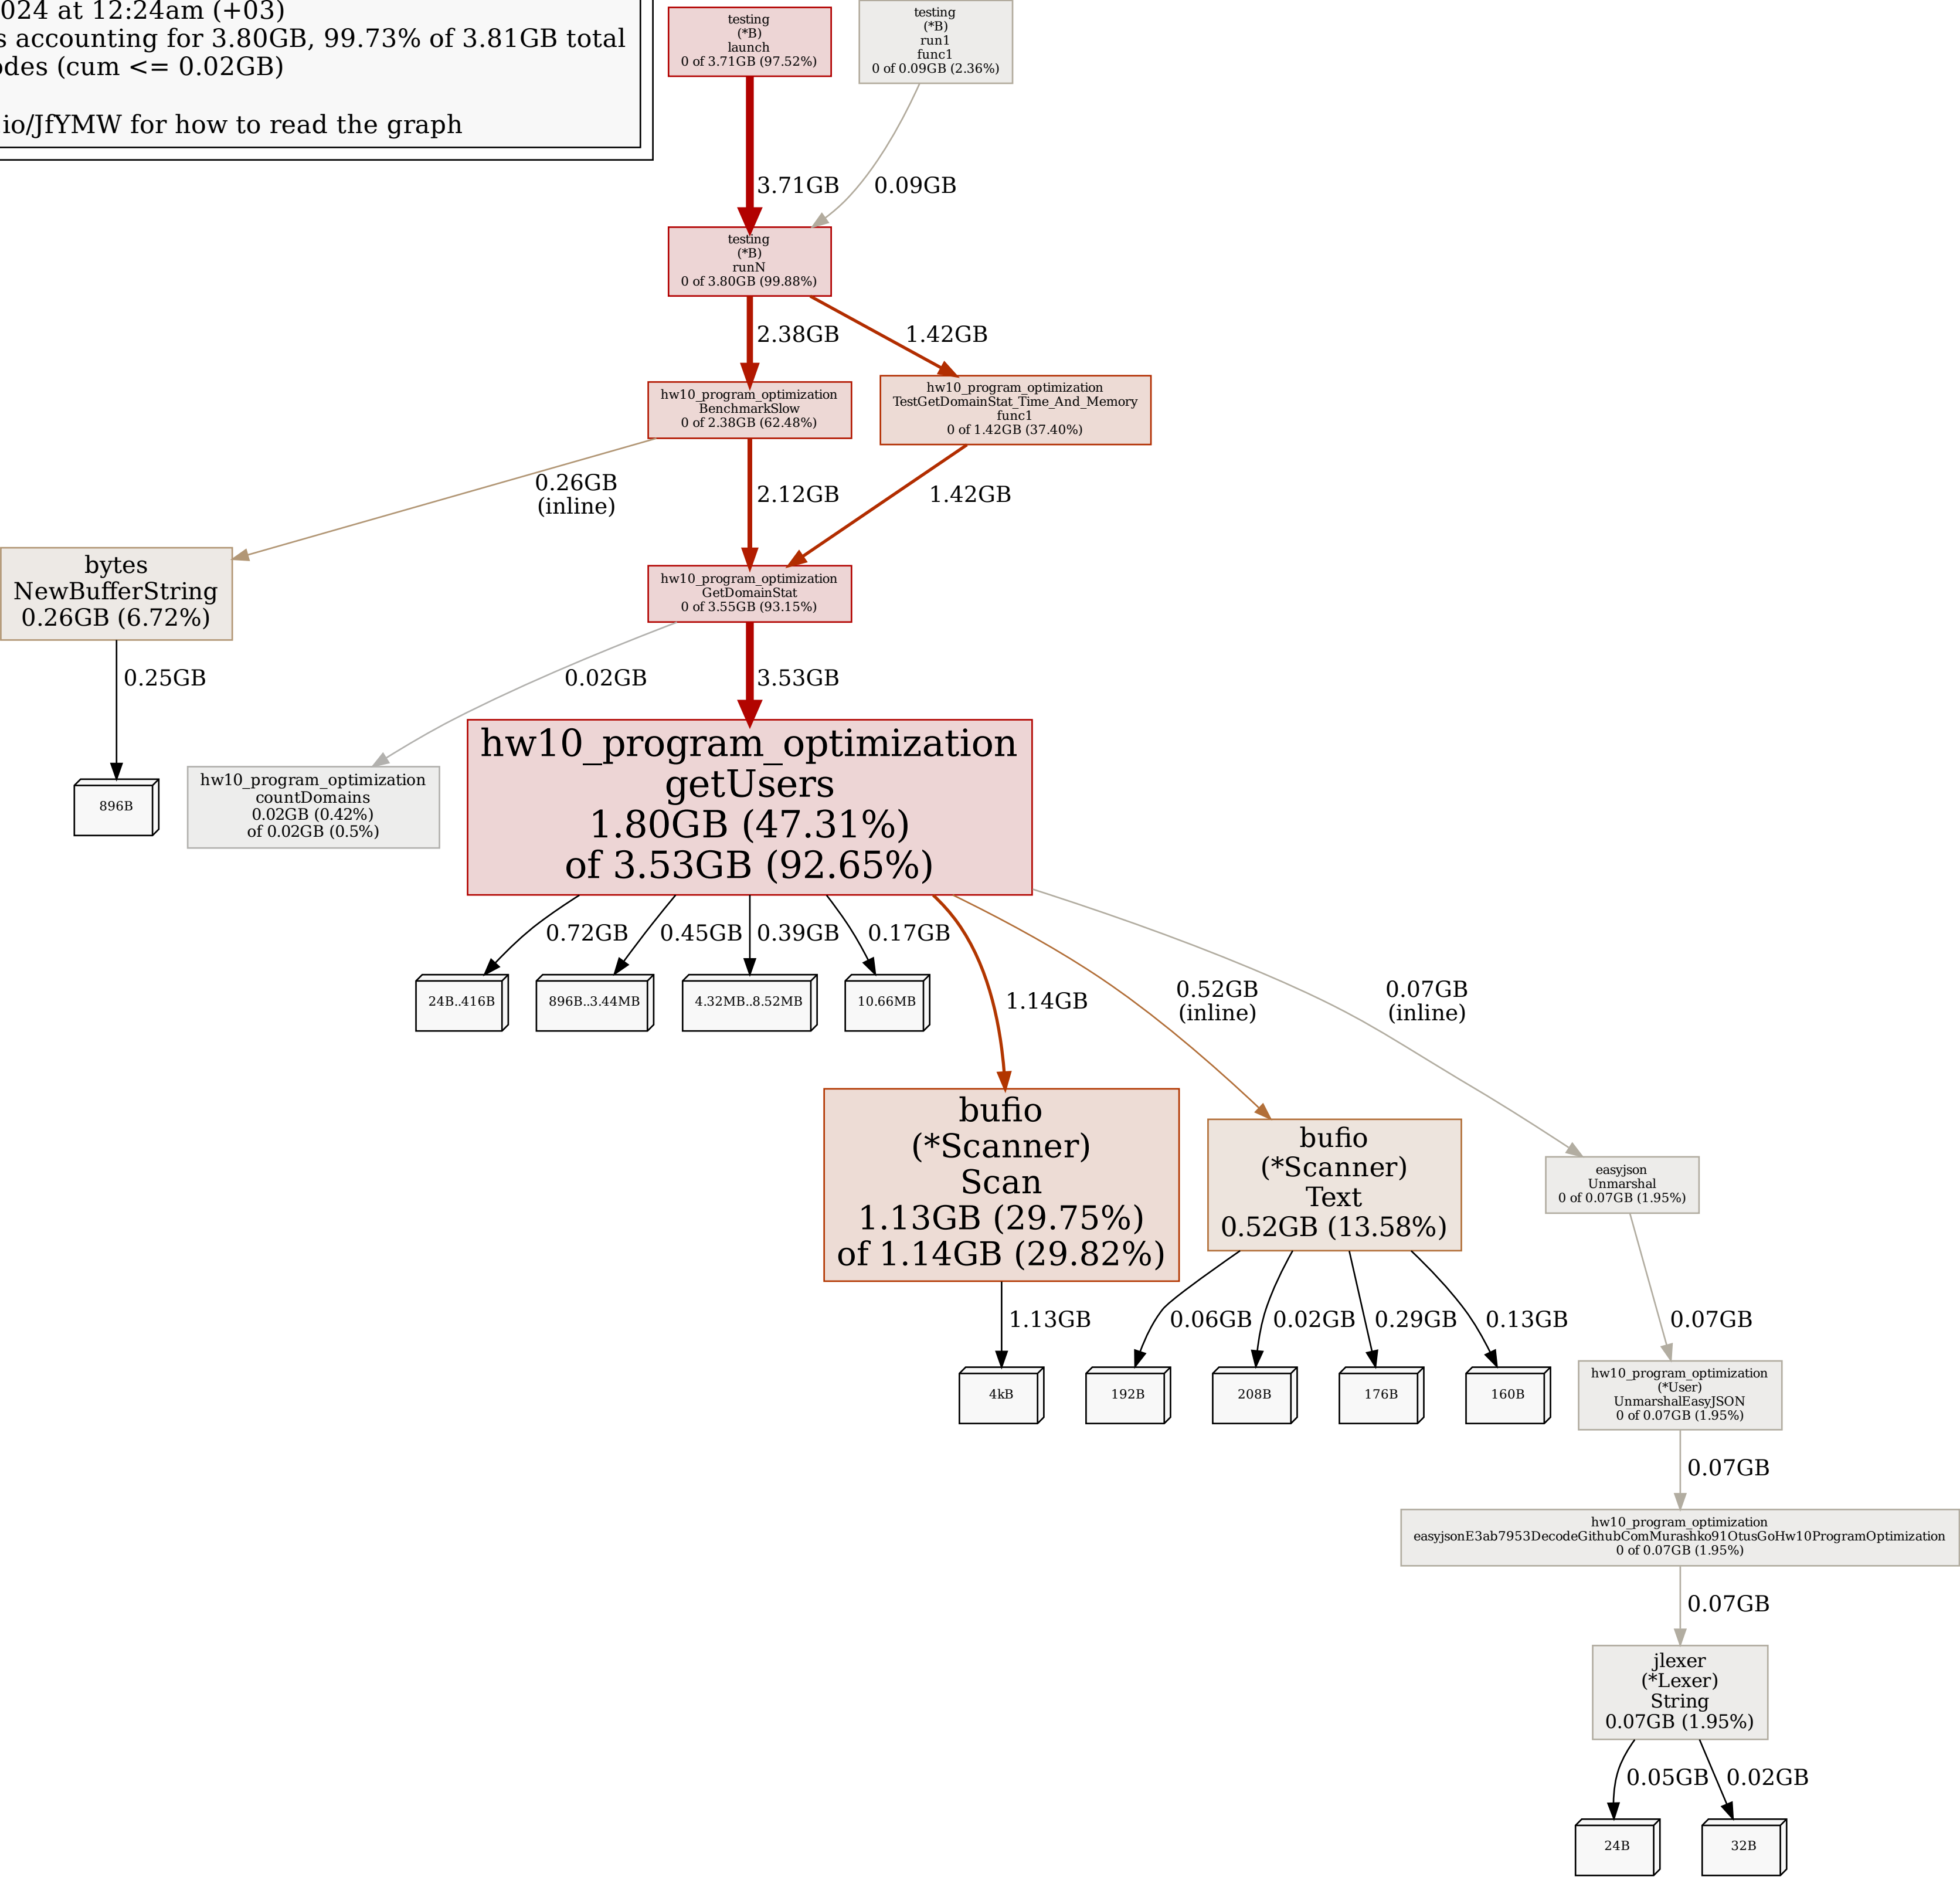 024 at 12:24am (+03)
s accounting for 3.80GB, 99.73% of 3.81GB total
odes (cum <= 0.02GB)
io/JfYMW for how to read the graph
testing
(*B)
launch
0 of 3.71GB (97.52%)
testing
(*B)
run1
func1
0 of 0.09GB (2.36%)
3.71GB
0.09GB
testing
(*B)
runN
0 of 3.80GB (99.88%)
2.38GB
1.42GB
hw10_program_optimization
BenchmarkSlow
0 of 2.38GB (62.48%)
hw10_program_optimization
TestGetDomainStat_Time_And_Memory
func1
0 of 1.42GB (37.40%)
0.26GB
(inline)
2.12GB
1.42GB
bytes
NewBufferString
0.26GB (6.72%)
hw10_program_optimization
GetDomainStat
0 of 3.55GB (93.15%)
0.25GB
0.02GB
3.53GB
896B
hw10_program_optimization
countDomains
0.02GB (0.42%)
of 0.02GB (0.5%)
hw10_program_optimization
getUsers
1.80GB (47.31%)
of 3.53GB (92.65%)
0.72GB
0.45GB
0.39GB
0.17GB
24B..416B
896B..3.44MB
4.32MB..8.52MB
10.66MB
1.14GB
0.52GB
(inline)
0.07GB
(inline)
bufio
(*Scanner)
Scan
1.13GB (29.75%)
of 1.14GB (29.82%)
bufio
(*Scanner)
Text
0.52GB (13.58%)
easyjson
Unmarshal
0 of 0.07GB (1.95%)
1.13GB
0.06GB
0.02GB
0.29GB
0.13GB
0.07GB
4kB
192B
208B
176B
160B
hw10_program_optimization
(*User)
UnmarshalEasyJSON
0 of 0.07GB (1.95%)
0.07GB
hw10_program_optimization
easyjsonE3ab7953DecodeGithubComMurashko91OtusGoHw10ProgramOptimization
0 of 0.07GB (1.95%)
0.07GB
jlexer
(*Lexer)
String
0.07GB (1.95%)
0.05GB
0.02GB
24B
32B